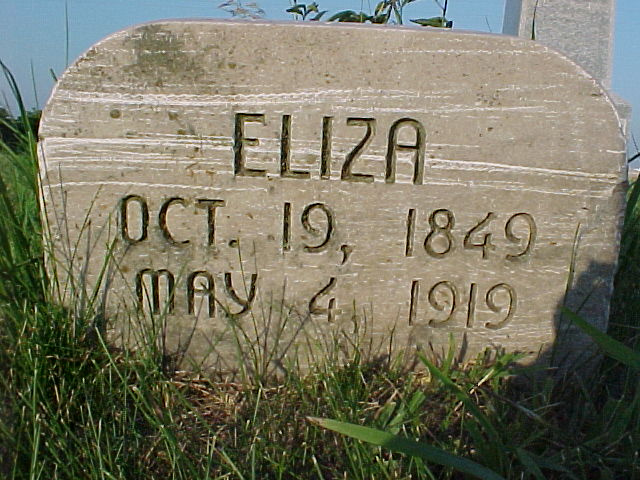 ELIZA
OCT. 19, 1849
MAY 4, 1919